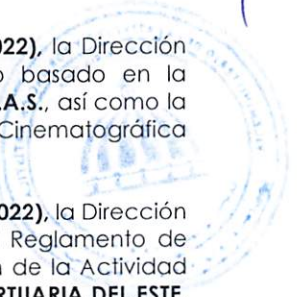 022), la Dirección
o basado en la
.A.S., así como la
Cinematográfica
022), la Dirección
Reglamento de
de la Actividad
RTUARIA DEL ESTE,